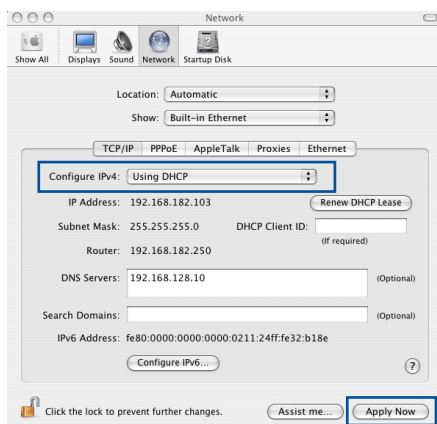 Network
Show All Displays Sound Network Startup Disk
Location: Automatic
Show: Built-in Ethernet
TCP/IP PPPoE AppleTalk Proxies Ethernet
Configure IPv4: Using DHCP
IP Address: 192.168.182.103 Renew DHCP Lease
Subnet Mask: 255.255.255.0 DHCP Client ID:
(If required)
Router: 192.168.182.250
DNS Servers: 192.168.128.10 (Optional)
Search Domains: (Optional)
IPv6 Address: fe80:0000:0000:0000:0211:24ff:fe32:b18e
Configure IPv6... ?
Click the lock to prevent further changes. Assist me... Apply Now